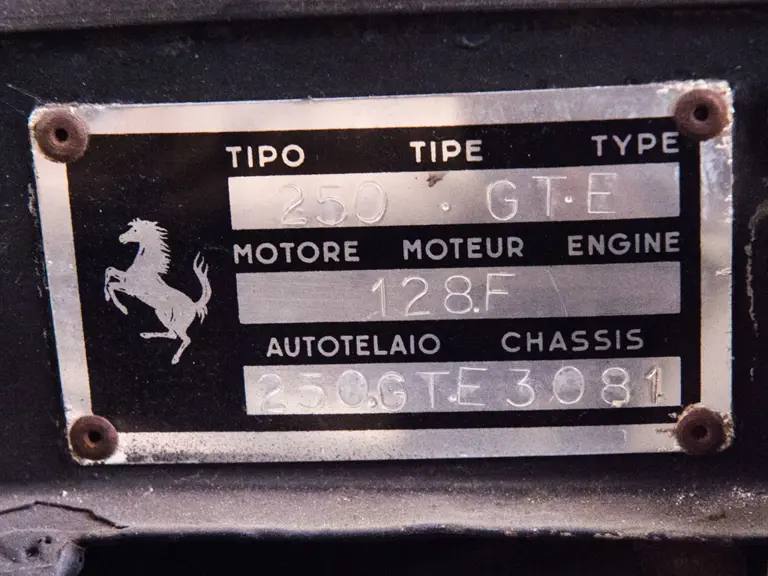 TIPO TIPE TYPE
250 . GT.E
MOTORE MOTEUR ENGINE
128.F
AUTOTELAIO CHASSIS
250.GT.E 3081